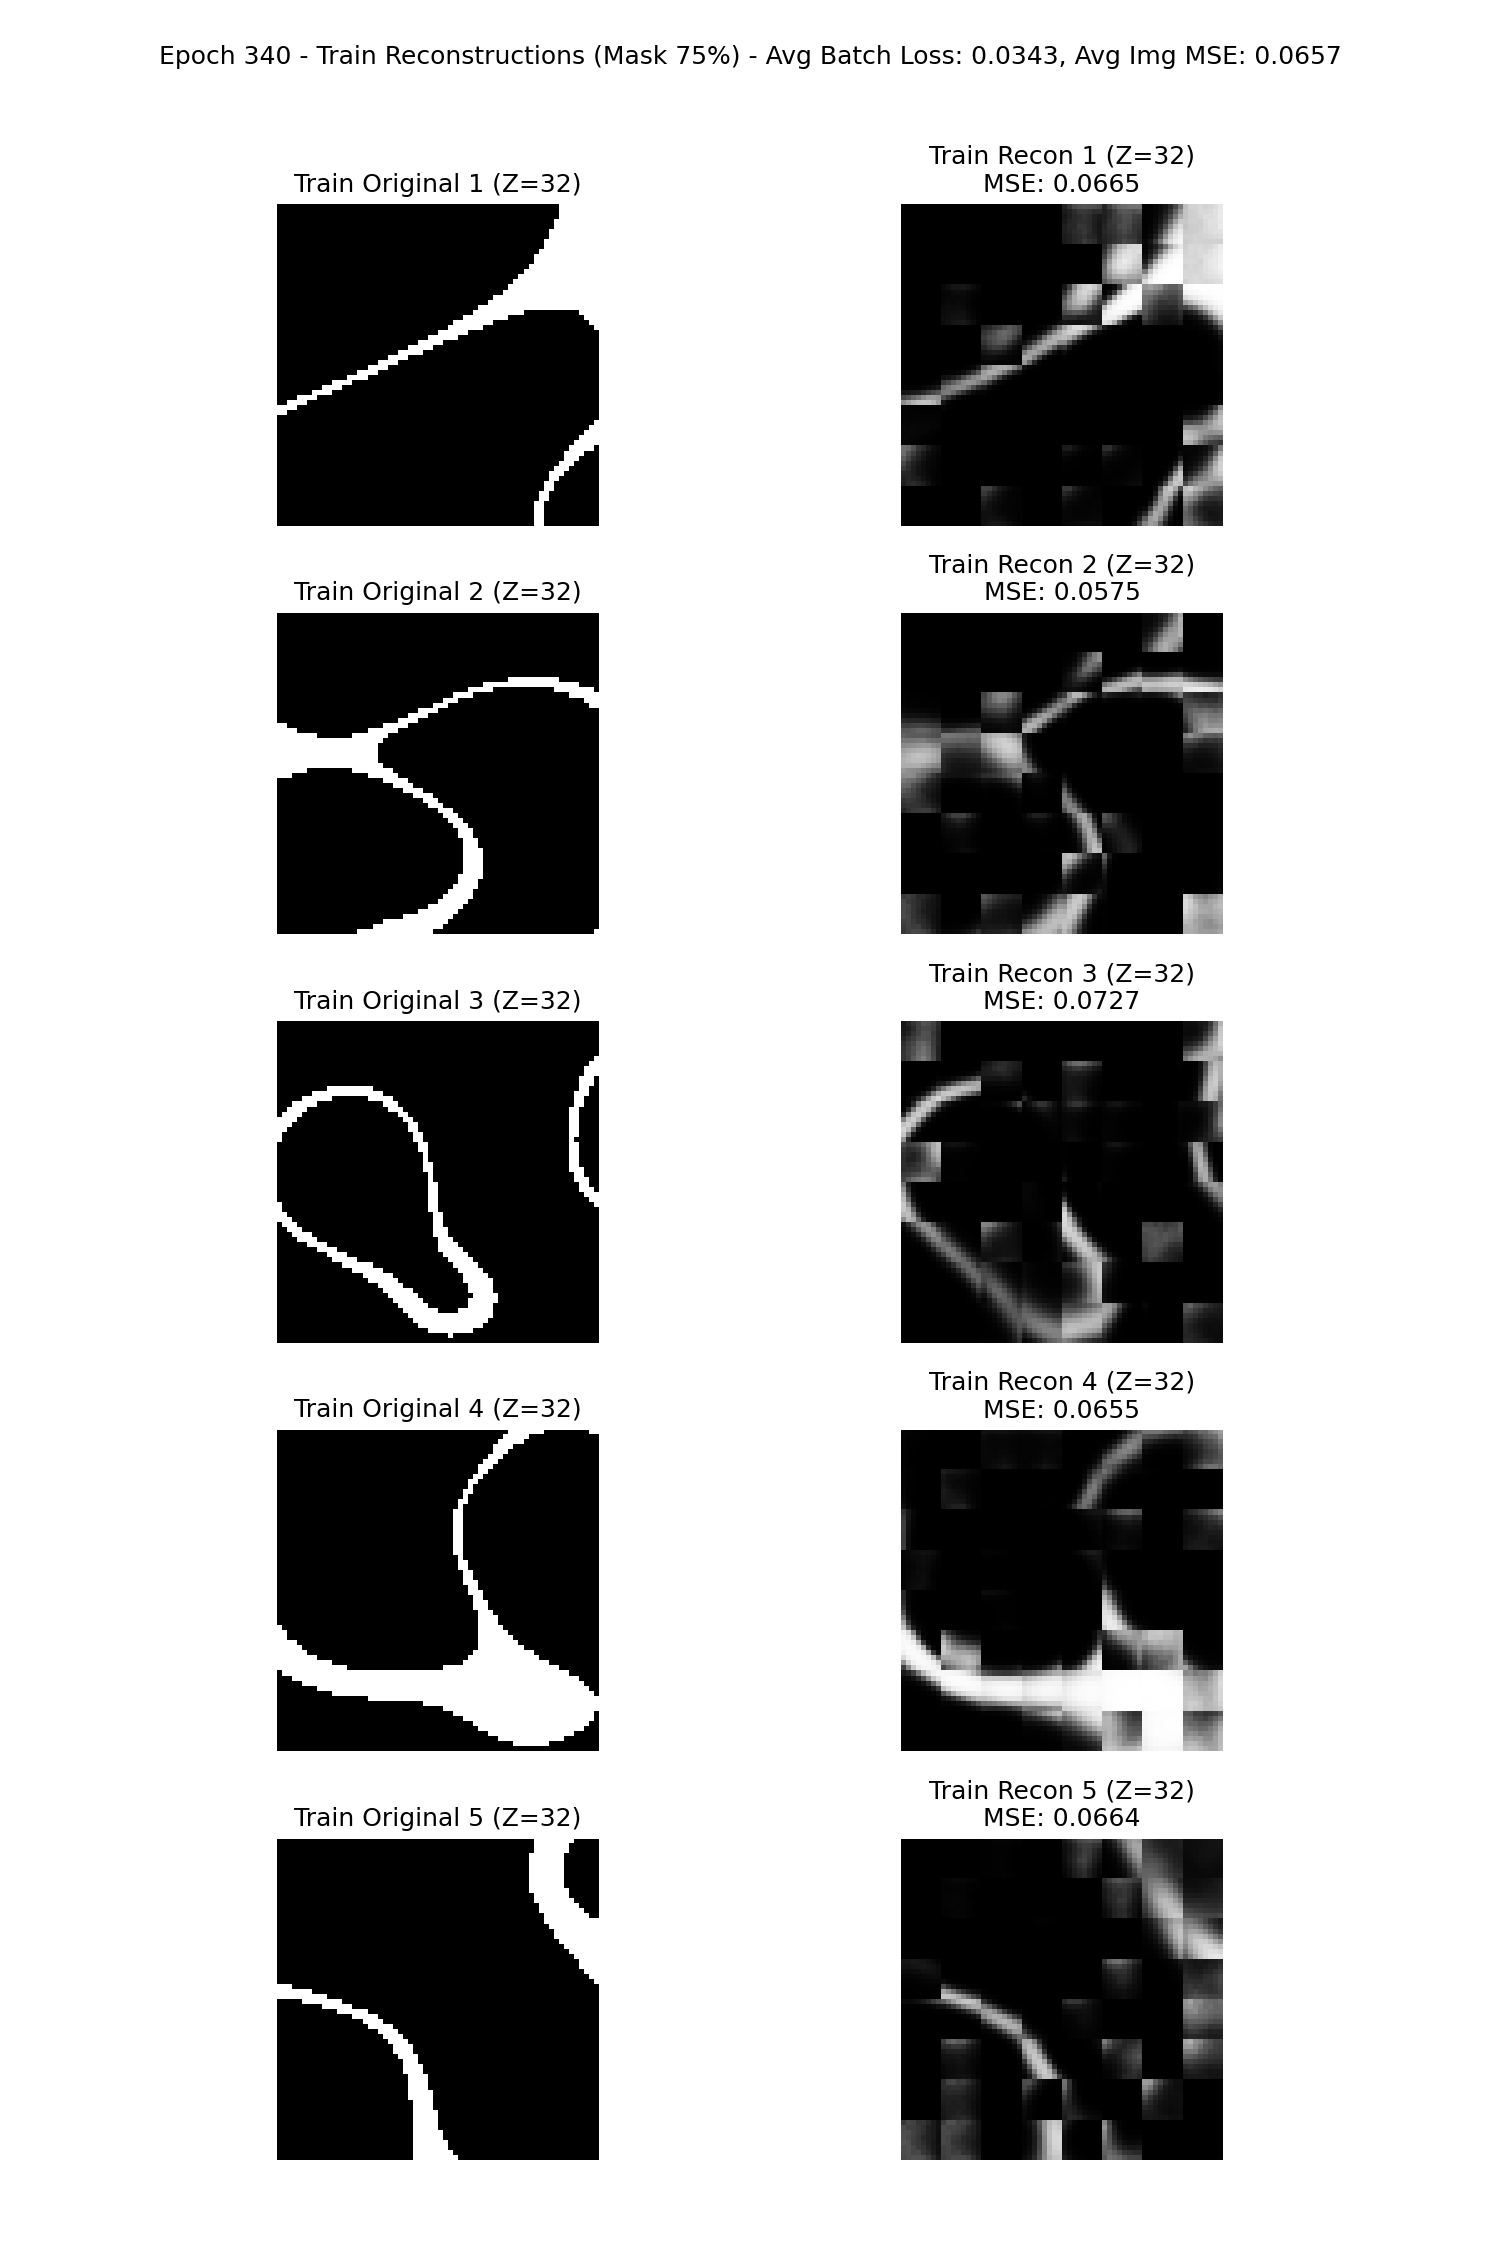 Epoch 340 - Train Reconstructions (Mask 75%) - Avg Batch Loss: 0.0343, Avg Img MSE: 0.0657
Train Original 1 (Z=32)
Train Recon 1 (Z=32)
MSE: 0.0665
Train Original 2 (Z=32)
Train Recon 2 (Z=32)
MSE: 0.0575
Train Original 3 (Z=32)
Train Recon 3 (Z=32)
MSE: 0.0727
Train Original 4 (Z=32)
Train Recon 4 (Z=32)
MSE: 0.0655
Train Original 5 (Z=32)
Train Recon 5 (Z=32)
MSE: 0.0664